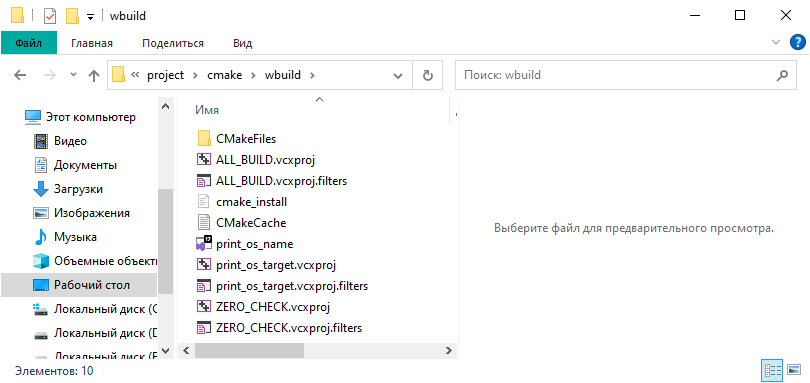 wbuild
Файл Главная Поделиться Вид
« project cmake wbuild Поиск: wbuild
Этот компьютер
Видео
Документы
Загрузки
Изображения
Музыка
Объемные объект
Рабочий стол
Локальный диск (C
Локальный диск (D
Локальный диск (E
Имя
CMakeFiles
ALL_BUILD.vcxproj
ALL_BUILD.vcxproj.filters
cmake_install
CMakeCache
print_os_name
print_os_target.vcxproj
print_os_target.vcxproj.filters
ZERO_CHECK.vcxproj
ZERO_CHECK.vcxproj.filters
Выберите файл для предварительного просмотра.
Элементов: 10